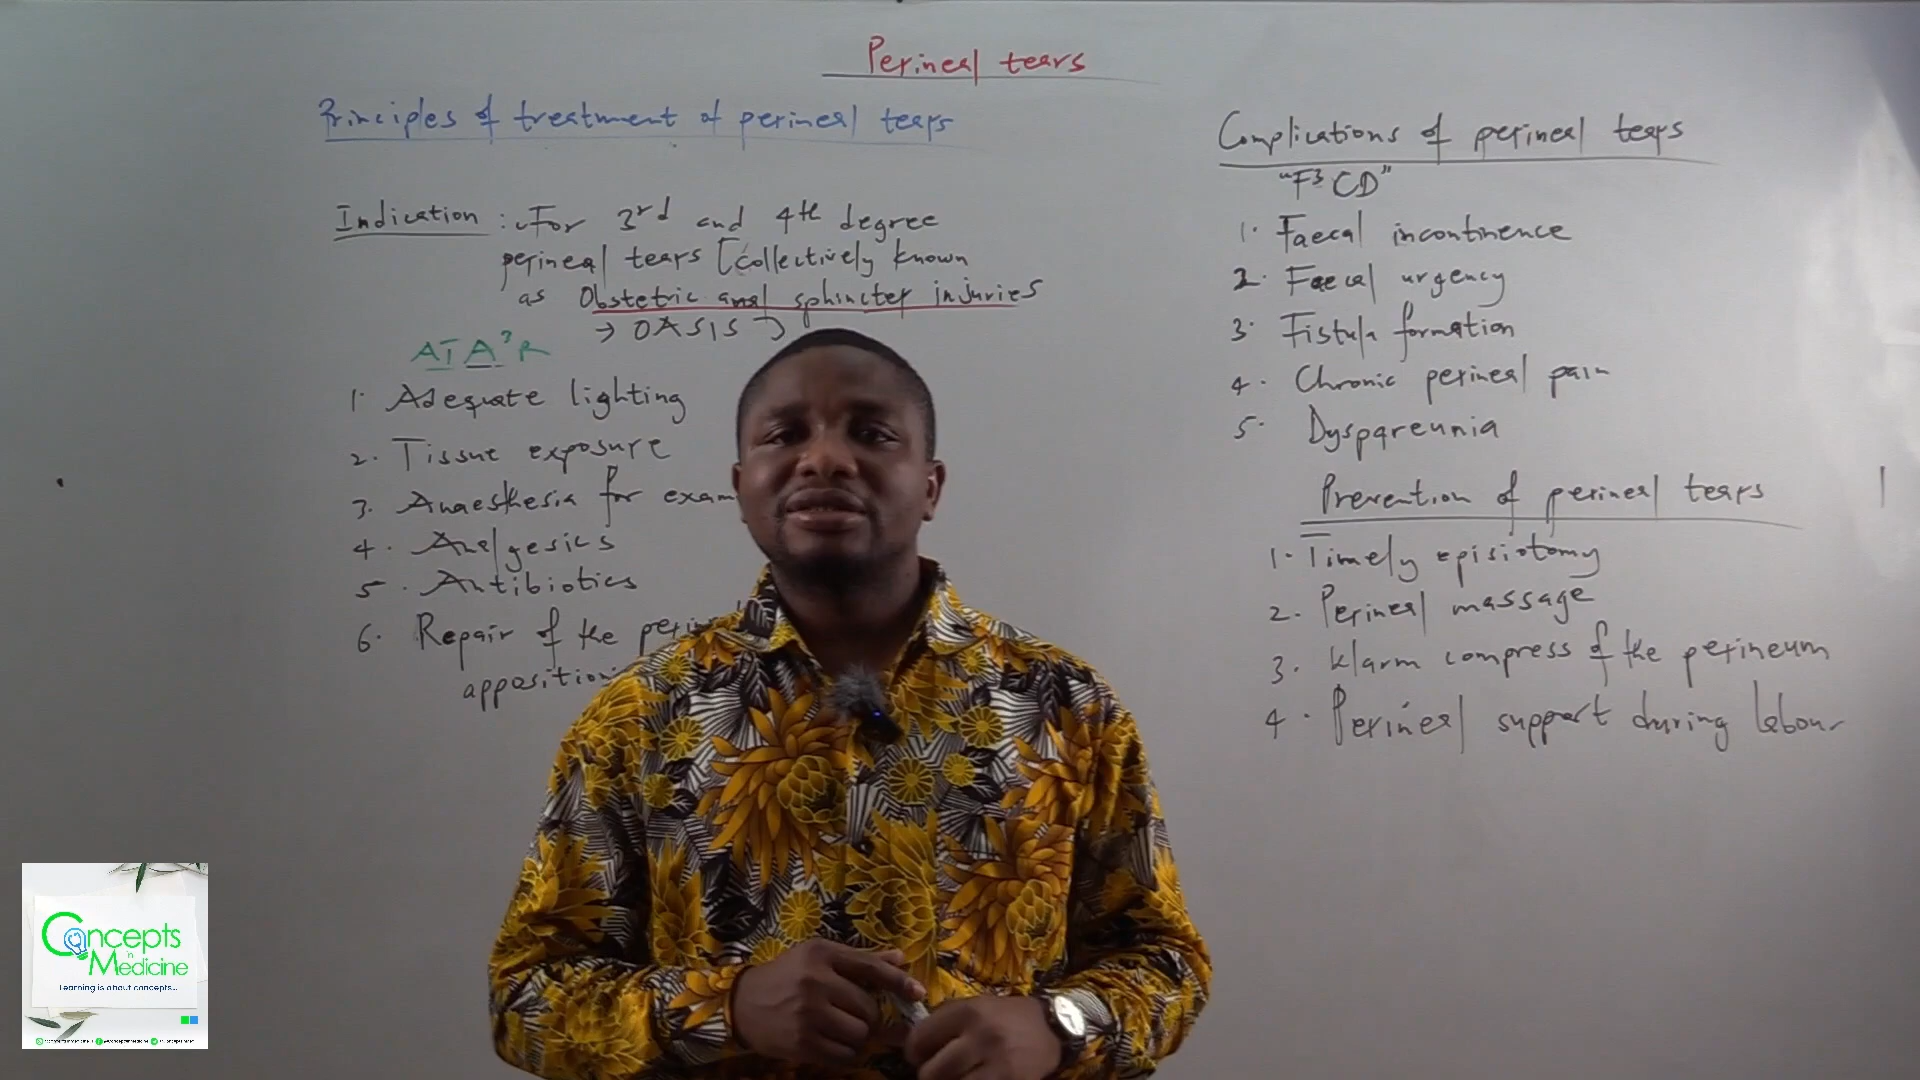 Perineal tears
Principles of treatment of perineal tears
Indication : For 3rd and 4th degree
perineal tears [collectively known
as Obstetric anal sphincter injuries
→ OASIS]
ATA³R
1. Adequate lighting
2. Tissue exposure
3. Anaesthesia for exam
4. Analgesics
5. Antibiotics
6. Repair of the peri
apposition
Complications of perineal tears
"F³ CD"
1. Faecal incontinence
2. Faecal urgency
3. Fistula formation
4. Chronic perineal pain
5. Dyspareunia
Prevention of perineal tears
1. Timely episiotomy
2. Perineal massage
3. Warm compress of the perineum
4. Perineal support during labour
Concepts
in
Medicine
Learning is about concepts...